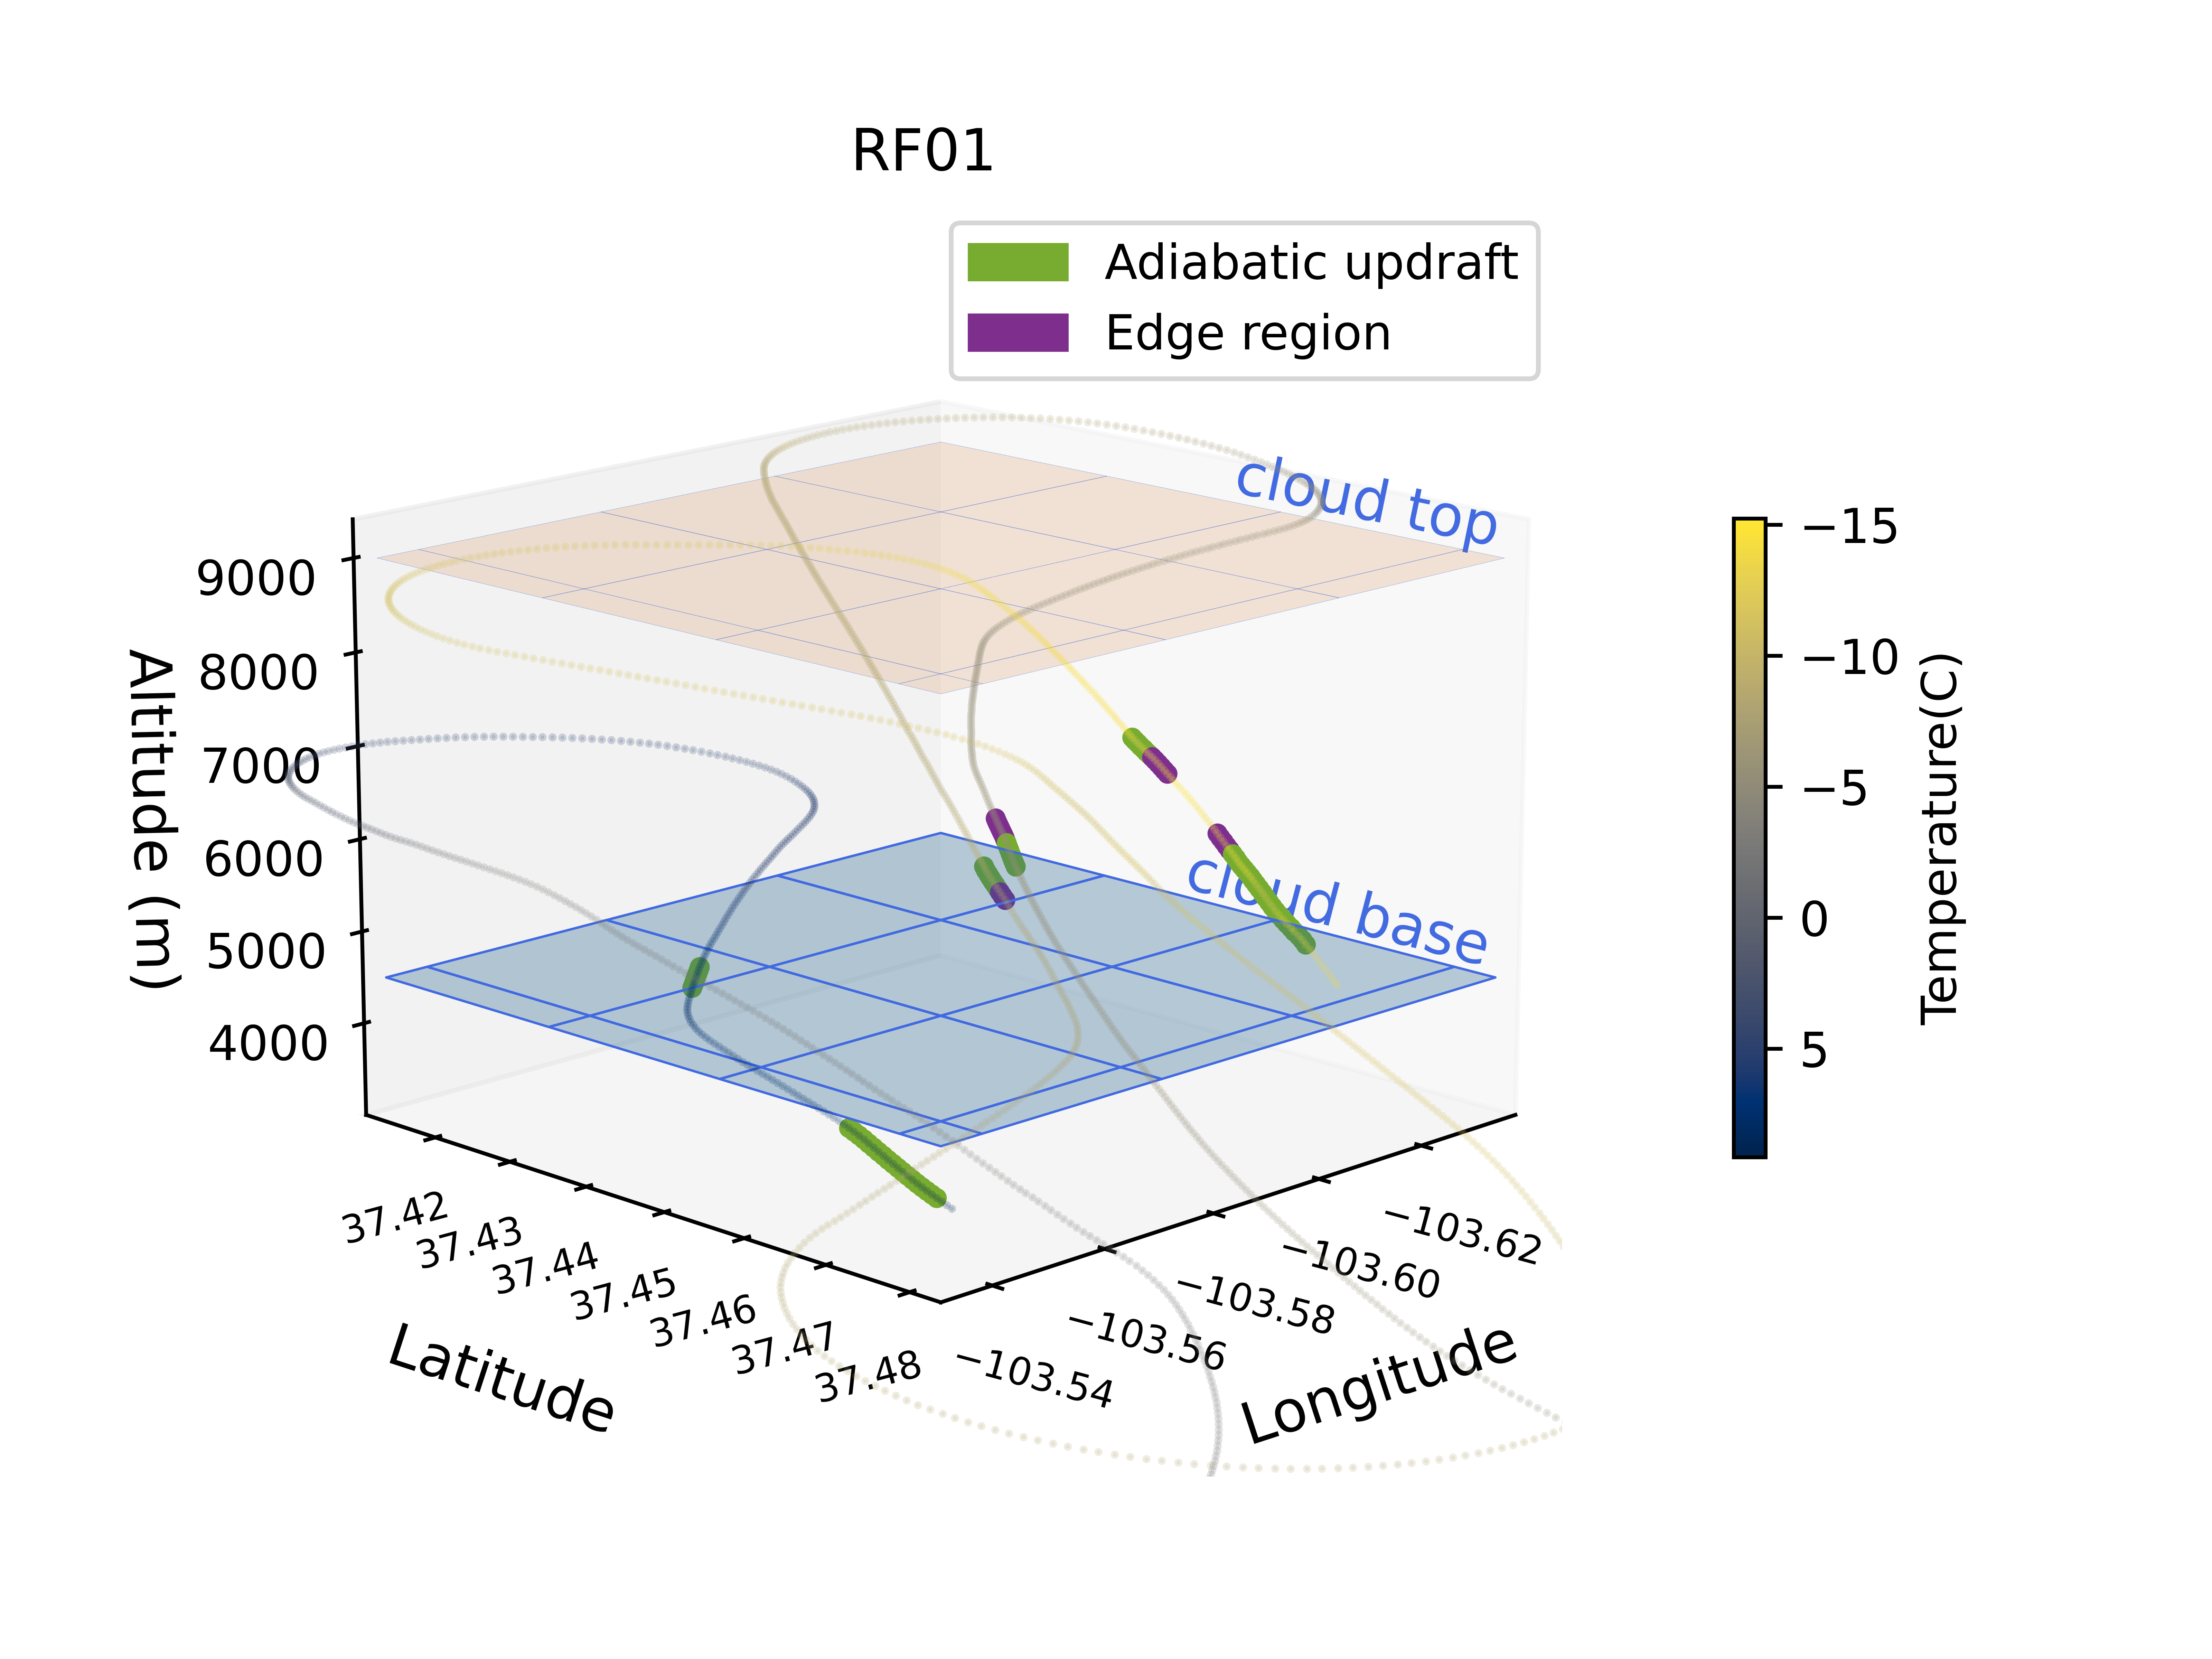 RF01
Adiabatic updraft
Edge region
cloud top
cloud base
Altitude (m)
9000
8000
7000
6000
5000
4000
37.42
37.43
37.44
37.45
37.46
37.47
37.48
Latitude
−103.54
−103.56
−103.58
−103.60
−103.62
Longitude
−15
−10
−5
0
5
Temperature(C)